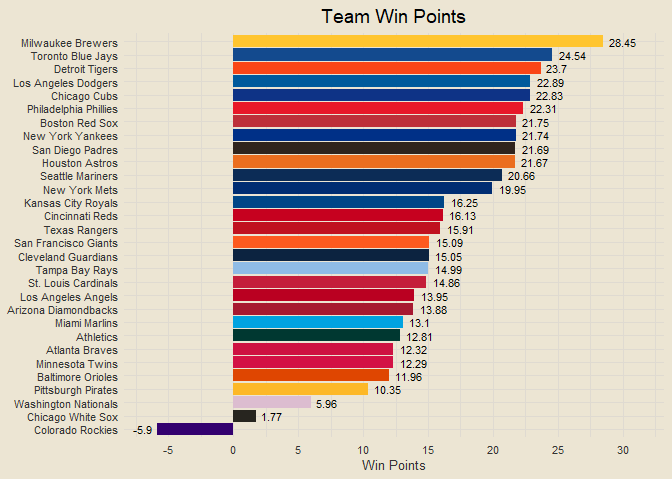 Team Win Points
Milwaukee Brewers 28.45
Toronto Blue Jays 24.54
Detroit Tigers 23.7
Los Angeles Dodgers 22.89
Chicago Cubs 22.83
Philadelphia Phillies 22.31
Boston Red Sox 21.75
New York Yankees 21.74
San Diego Padres 21.69
Houston Astros 21.67
Seattle Mariners 20.66
New York Mets 19.95
Kansas City Royals 16.25
Cincinnati Reds 16.13
Texas Rangers 15.91
San Francisco Giants 15.09
Cleveland Guardians 15.05
Tampa Bay Rays 14.99
St. Louis Cardinals 14.86
Los Angeles Angels 13.95
Arizona Diamondbacks 13.88
Miami Marlins 13.1
Athletics 12.81
Atlanta Braves 12.32
Minnesota Twins 12.29
Baltimore Orioles 11.96
Pittsburgh Pirates 10.35
Washington Nationals 5.96
Chicago White Sox 1.77
Colorado Rockies -5.9
-5 0 5 10 15 20 25 30
Win Points